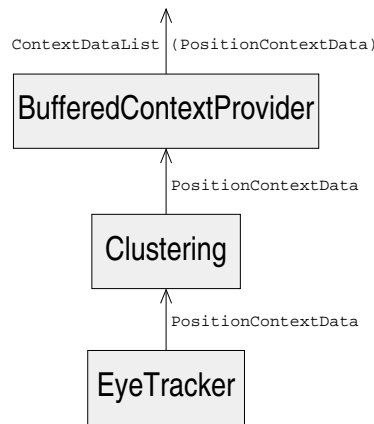 ContextDataList (PositionContextData)
BufferedContextProvider
PositionContextData
Clustering
PositionContextData
EyeTracker